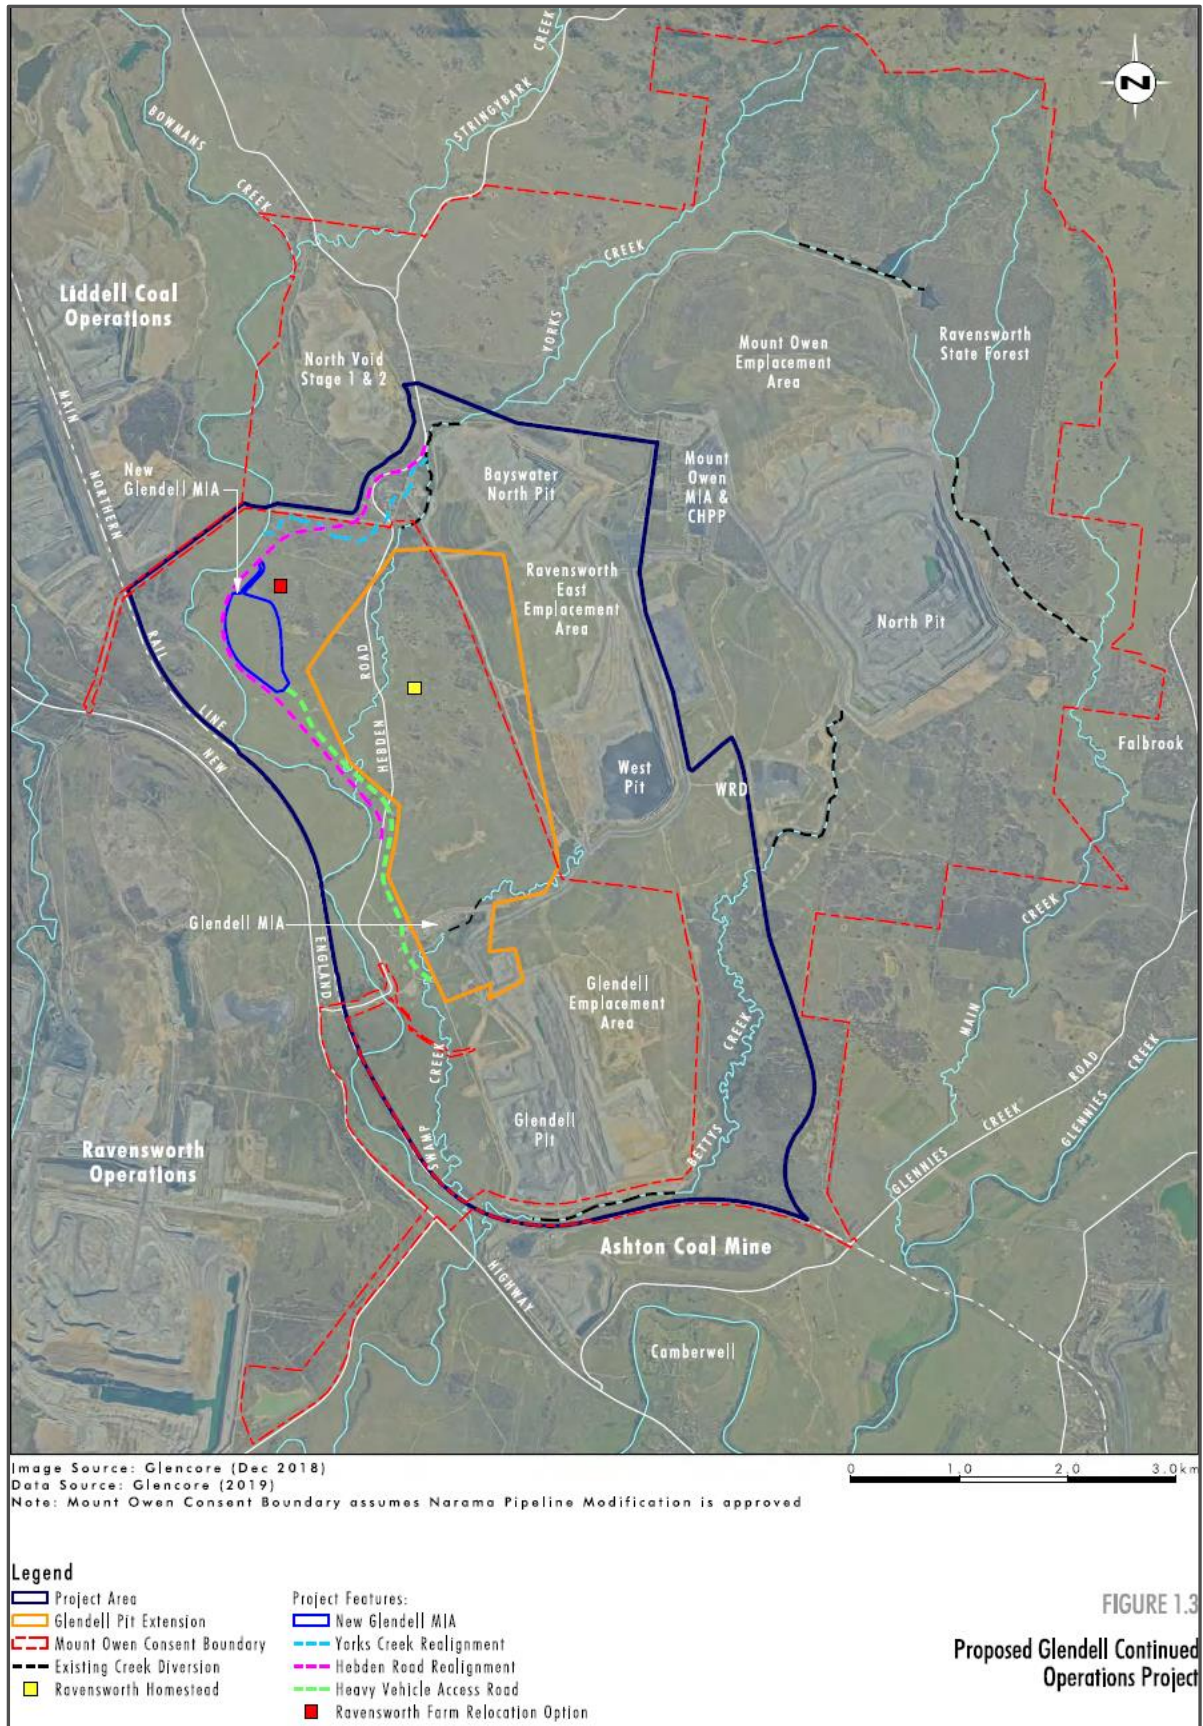 N
BOWMANS
CREEK
STRINGYBARK
CREEK
Liddell Coal
Operations
North Void
Stage 1 & 2
YORKS
CREEK
Mount Owen
Emplacement
Area
Ravensworth
State Forest
MAIN
NORTHERN
RAIL
LINE
New
Glendell MIA
Bayswater
North Pit
Mount
Owen
MIA &
CHPP
Ravensworth
East
Emplacement
Area
North Pit
HEBDEN
ROAD
NEW
ENGLAND
HIGHWAY
West
Pit
WRD
Falbrook
Glendell MIA
Glendell
Emplacement
Area
MAIN
CREEK
BETTYS
CREEK
SWAMP
CREEK
Glendell
Pit
GLENNIES
CREEK
ROAD
GLENNIES
CREEK
Ravensworth
Operations
Ashton Coal Mine
Camberwell
Image Source: Glencore (Dec 2018)
Data Source: Glencore (2019)
Note: Mount Owen Consent Boundary assumes Narama Pipeline Modification is approved
0 1.0 2.0 3.0km
Legend
Project Area
Glendell Pit Extension
Mount Owen Consent Boundary
Existing Creek Diversion
Ravensworth Homestead
Project Features:
New Glendell MIA
Yorks Creek Realignment
Hebden Road Realignment
Heavy Vehicle Access Road
Ravensworth Farm Relocation Option
FIGURE 1.3
Proposed Glendell Continued
Operations Project